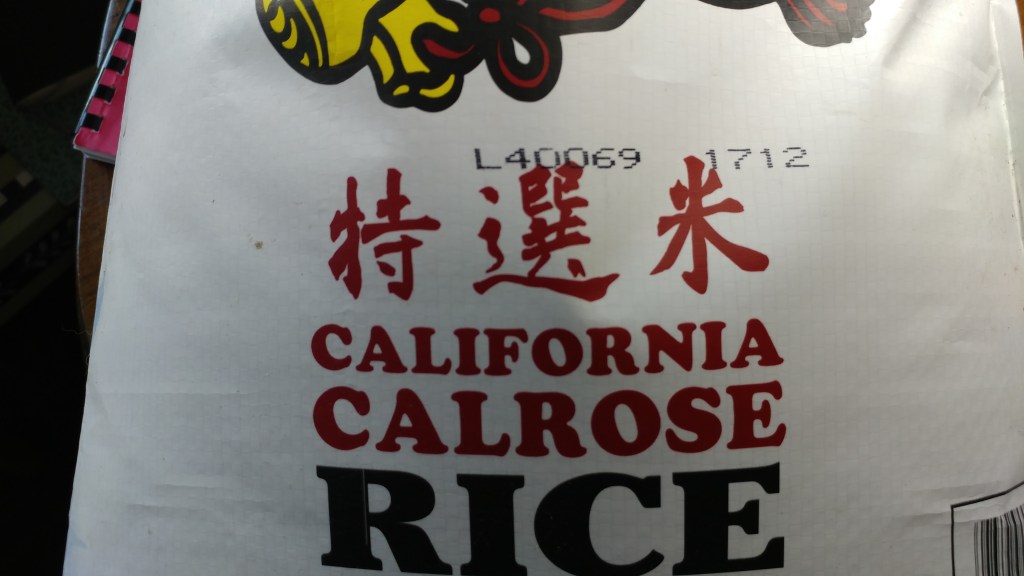 L40069 1712
特選米
CALIFORNIA
CALROSE
RICE